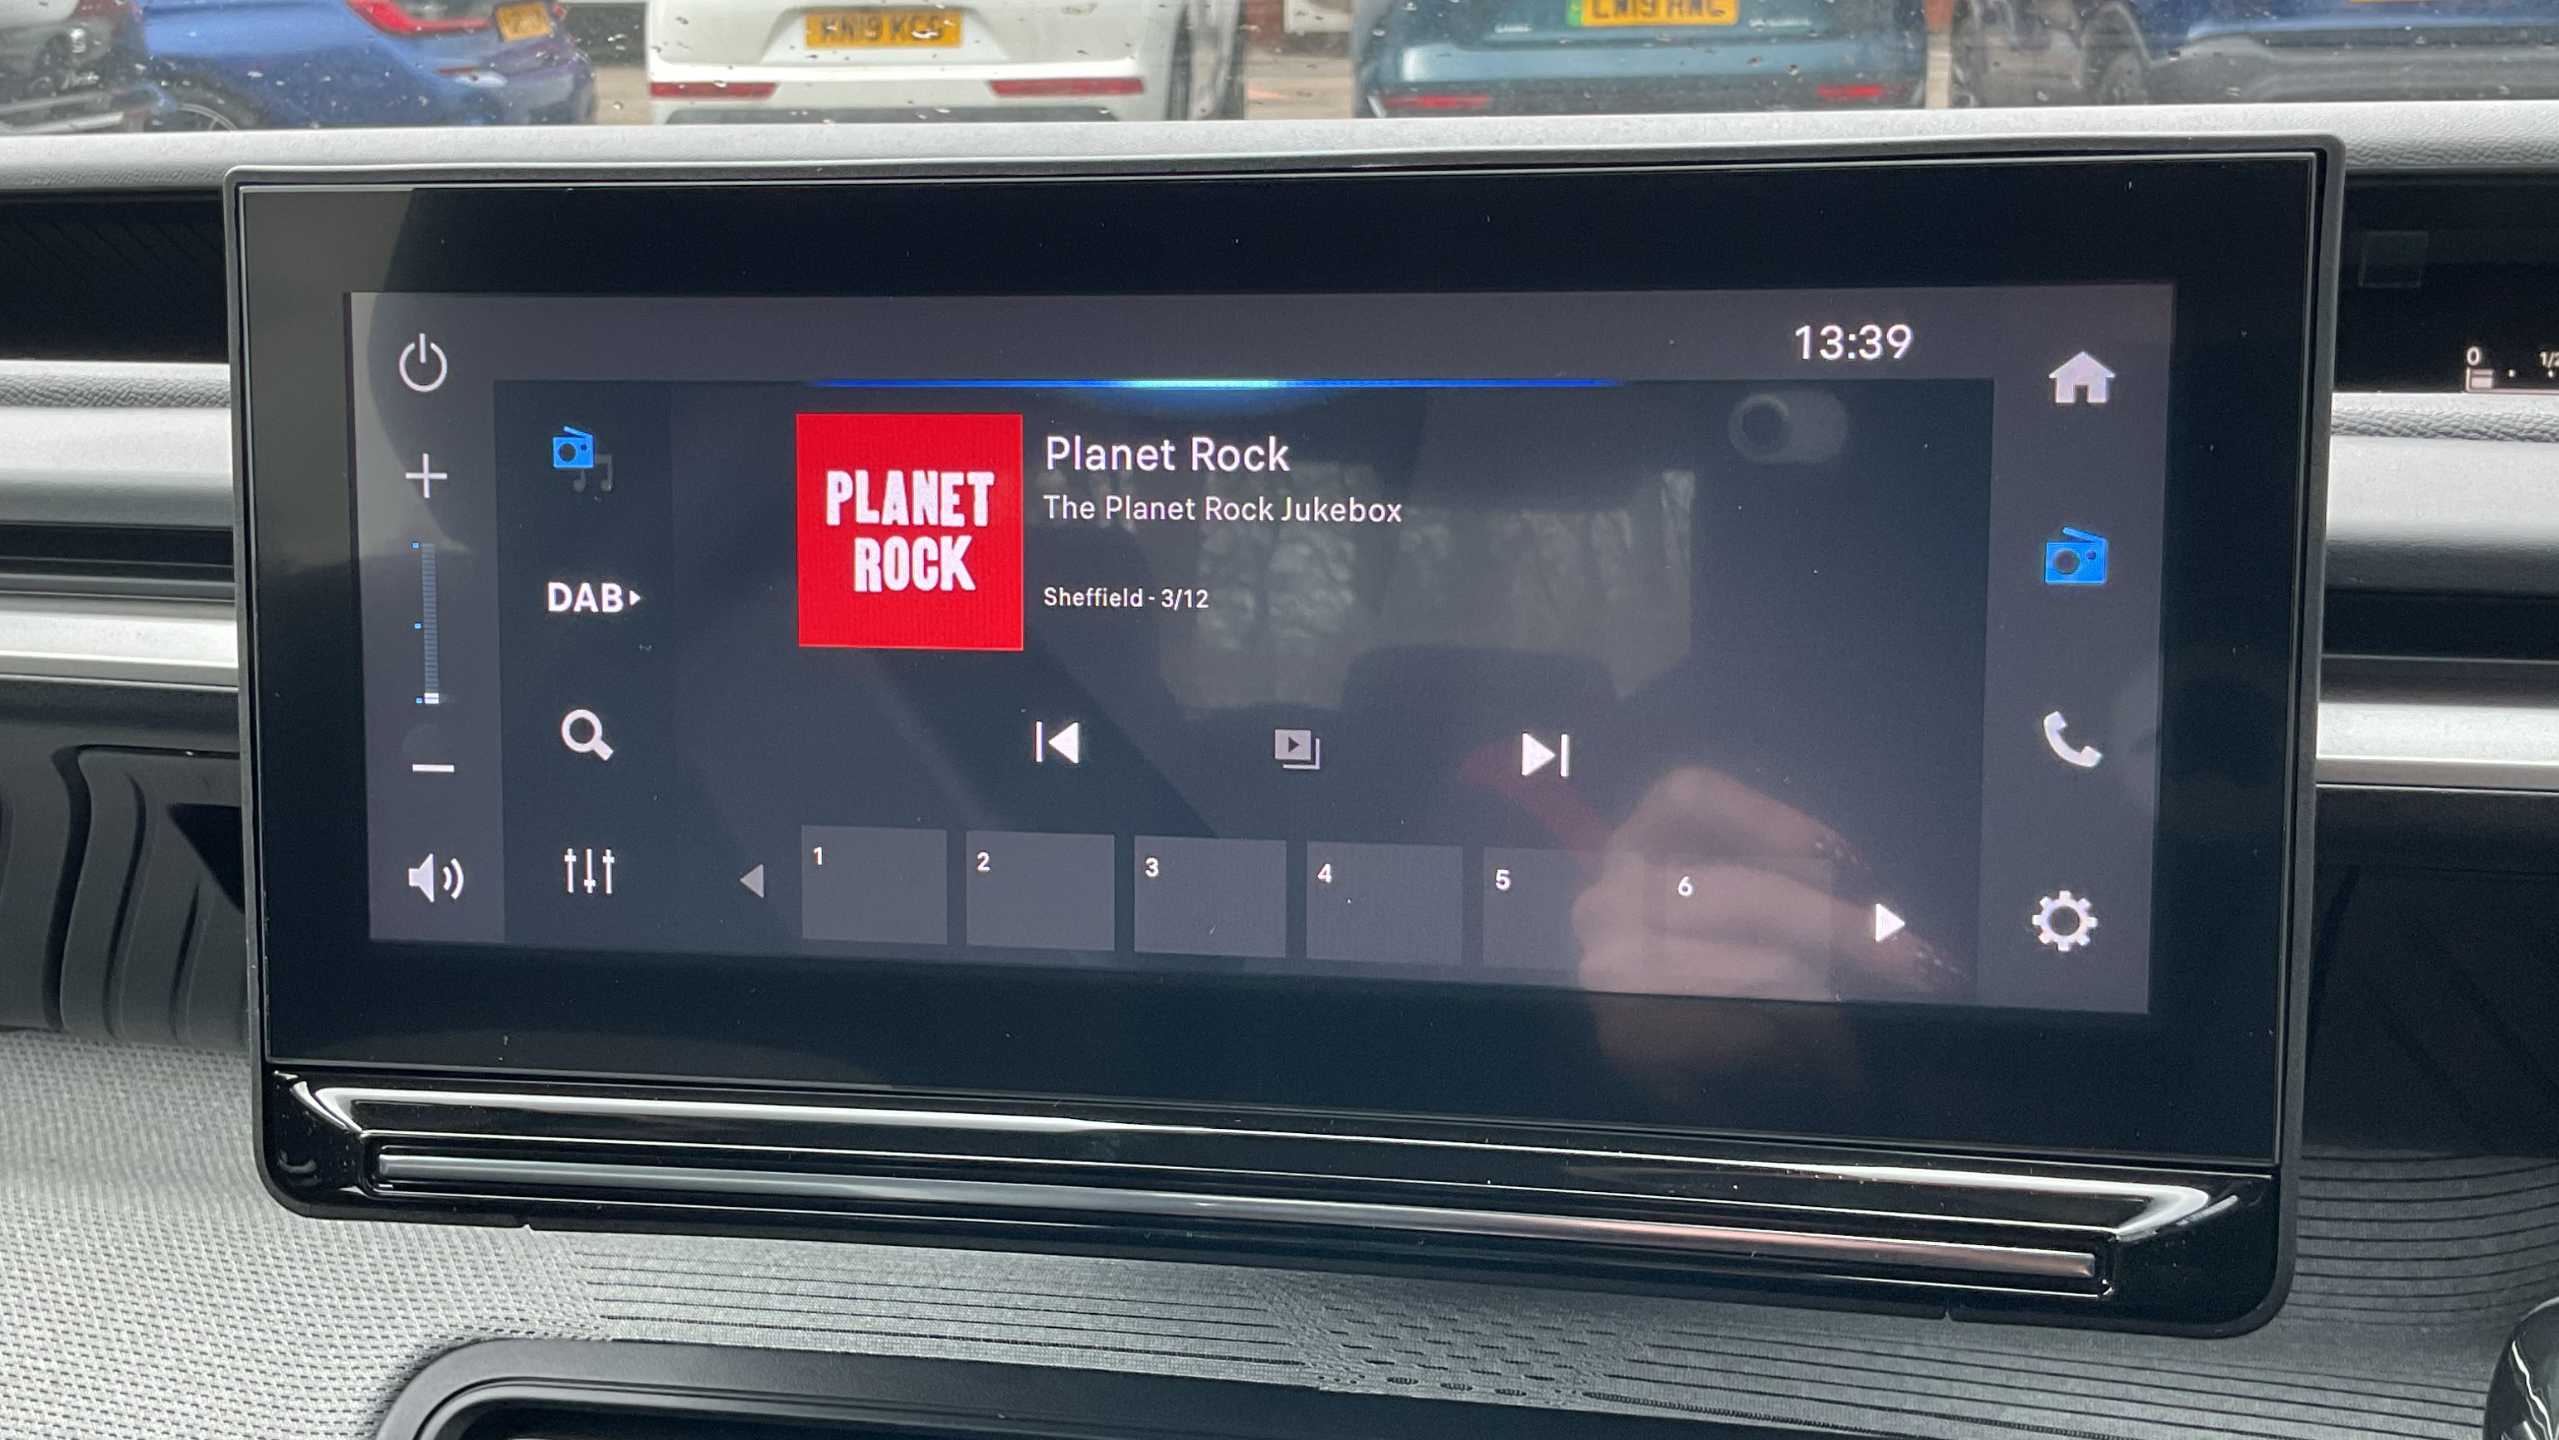 13:39
PLANET
ROCK
Planet Rock
The Planet Rock Jukebox
Sheffield - 3/12
DAB
1
2
3
4
5
6
0